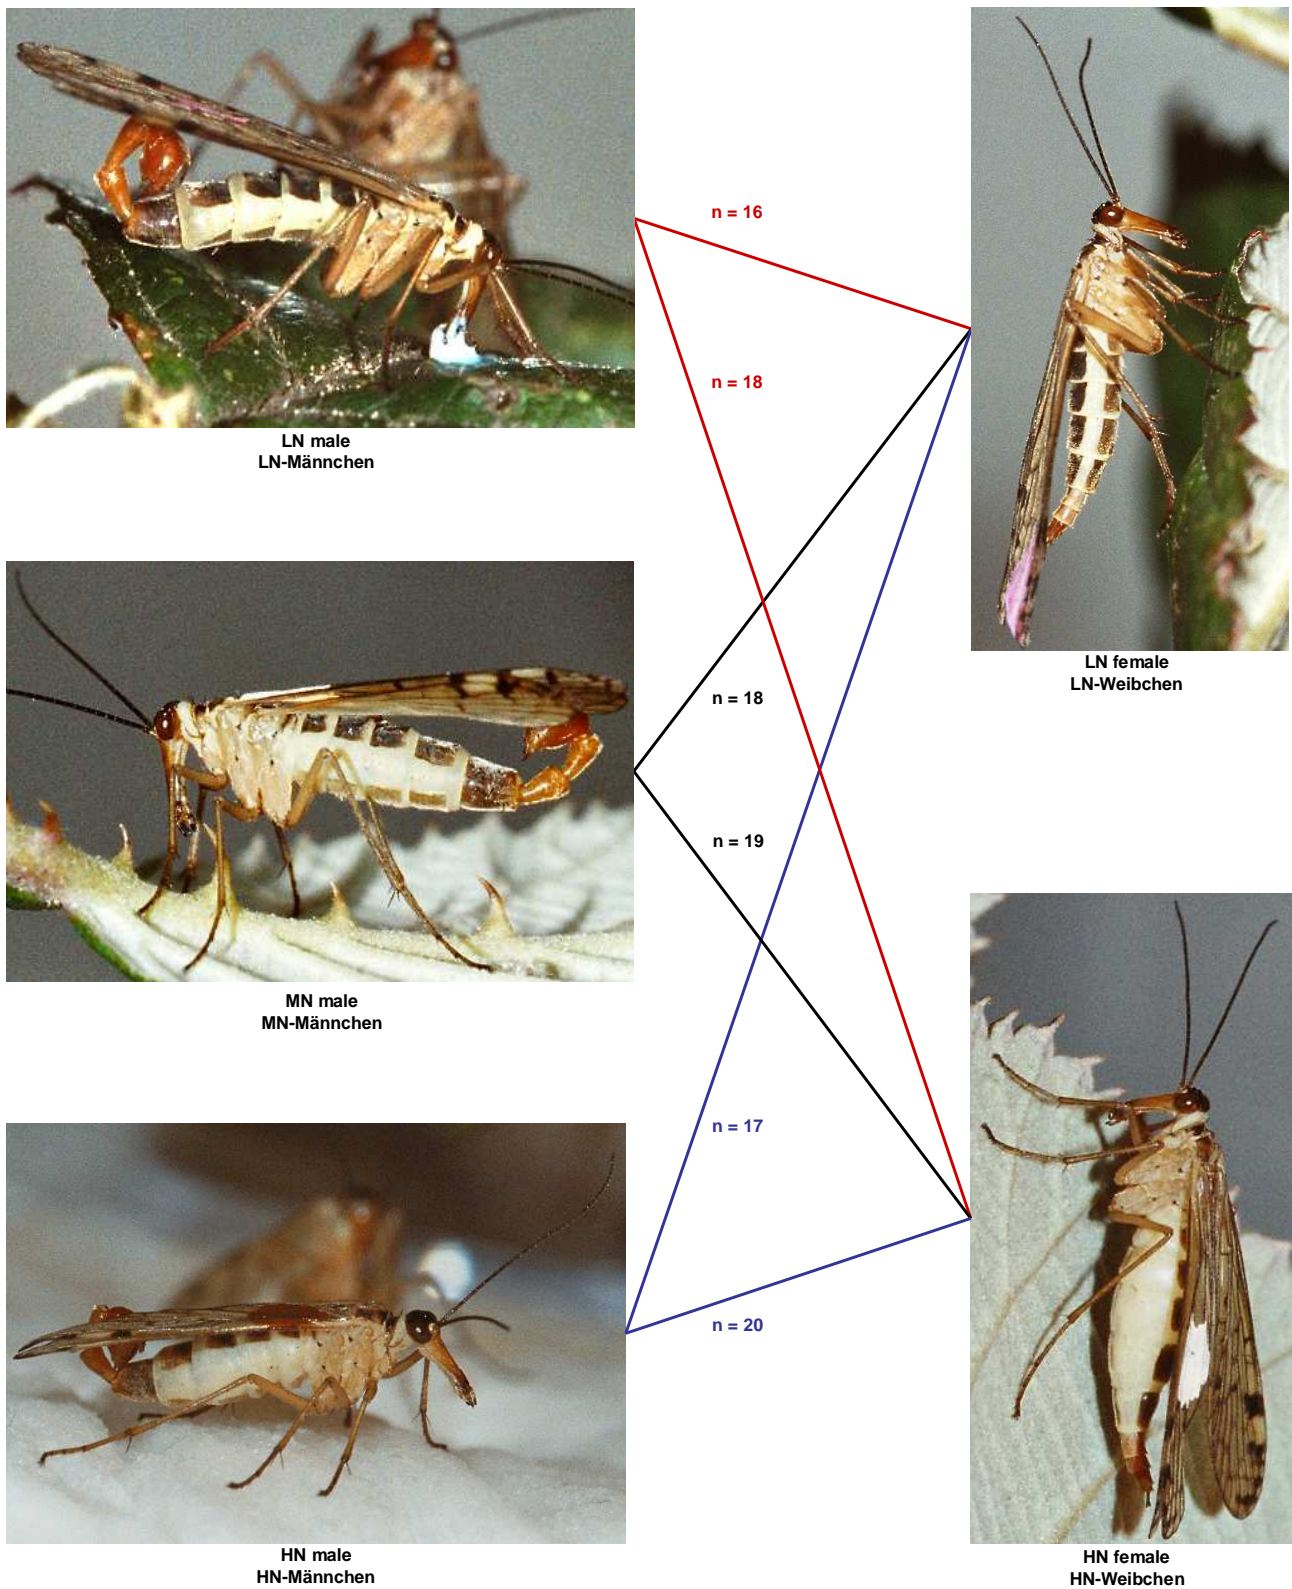 n = 16
n = 18
LN male
LN-Männchen
LN female
LN-Weibchen
n = 18
n = 19
MN male
MN-Männchen
n = 17
n = 20
HN male
HN-Männchen
HN female
HN-Weibchen